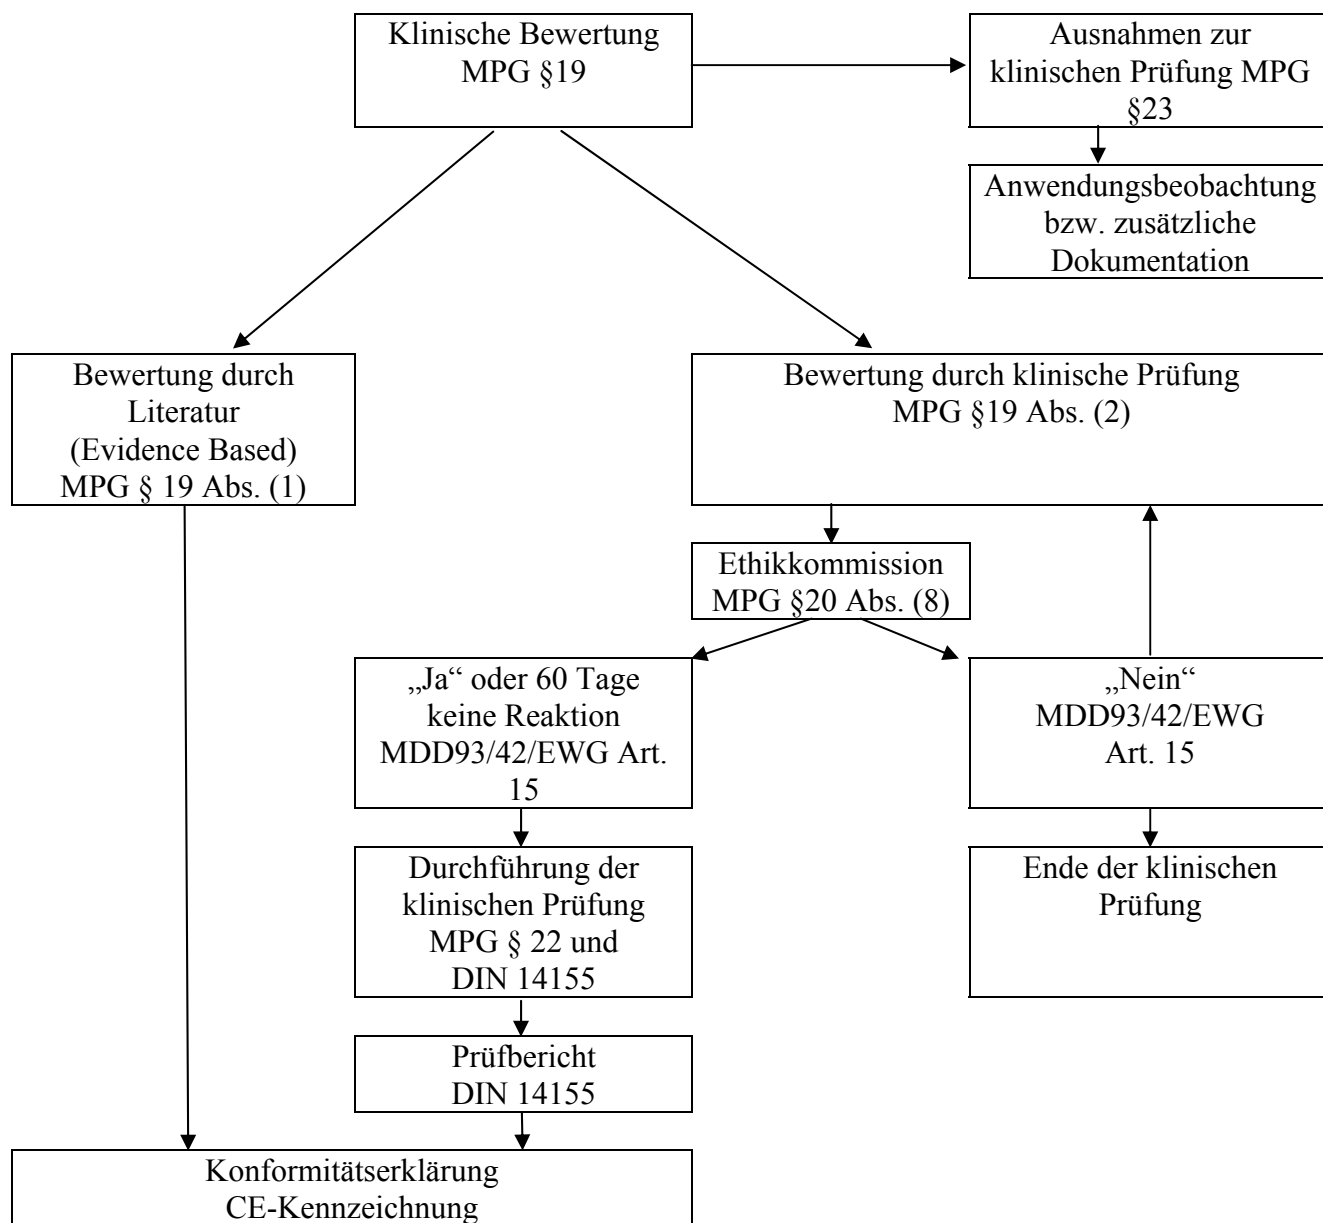 Klinische Bewertung
MPG §19
Ausnahmen zur
klinischen Prüfung MPG
§23
Anwendungsbeobachtung
bzw. zusätzliche
Dokumentation
Bewertung durch
Literatur
(Evidence Based)
MPG § 19 Abs. (1)
Bewertung durch klinische Prüfung
MPG §19 Abs. (2)
Ethikkommission
MPG §20 Abs. (8)
„Ja“ oder 60 Tage
keine Reaktion
MDD93/42/EWG Art.
15
„Nein“
MDD93/42/EWG
Art. 15
Durchführung der
klinischen Prüfung
MPG § 22 und
DIN 14155
Ende der klinischen
Prüfung
Prüfbericht
DIN 14155
Konformitätserklärung
CE-Kennzeichnung